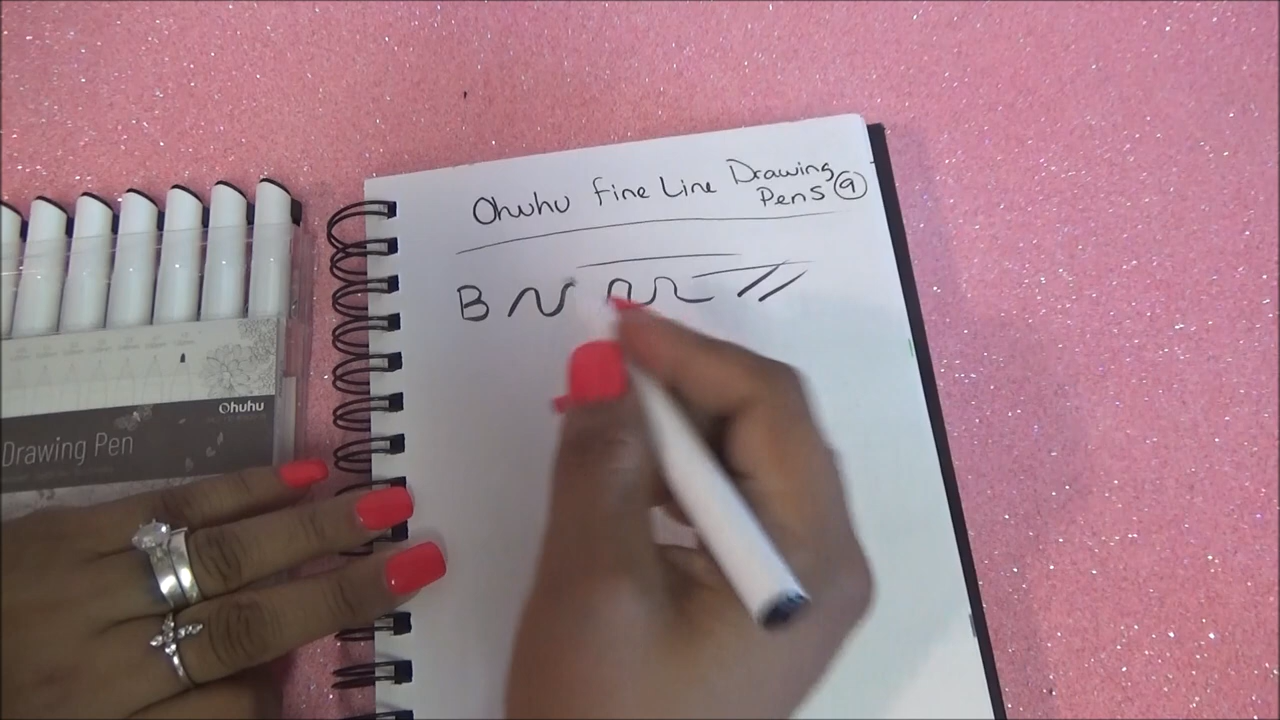 Ohuhu Fine Line Drawing
Pens 9
B
Ohuhu
Drawing Pen